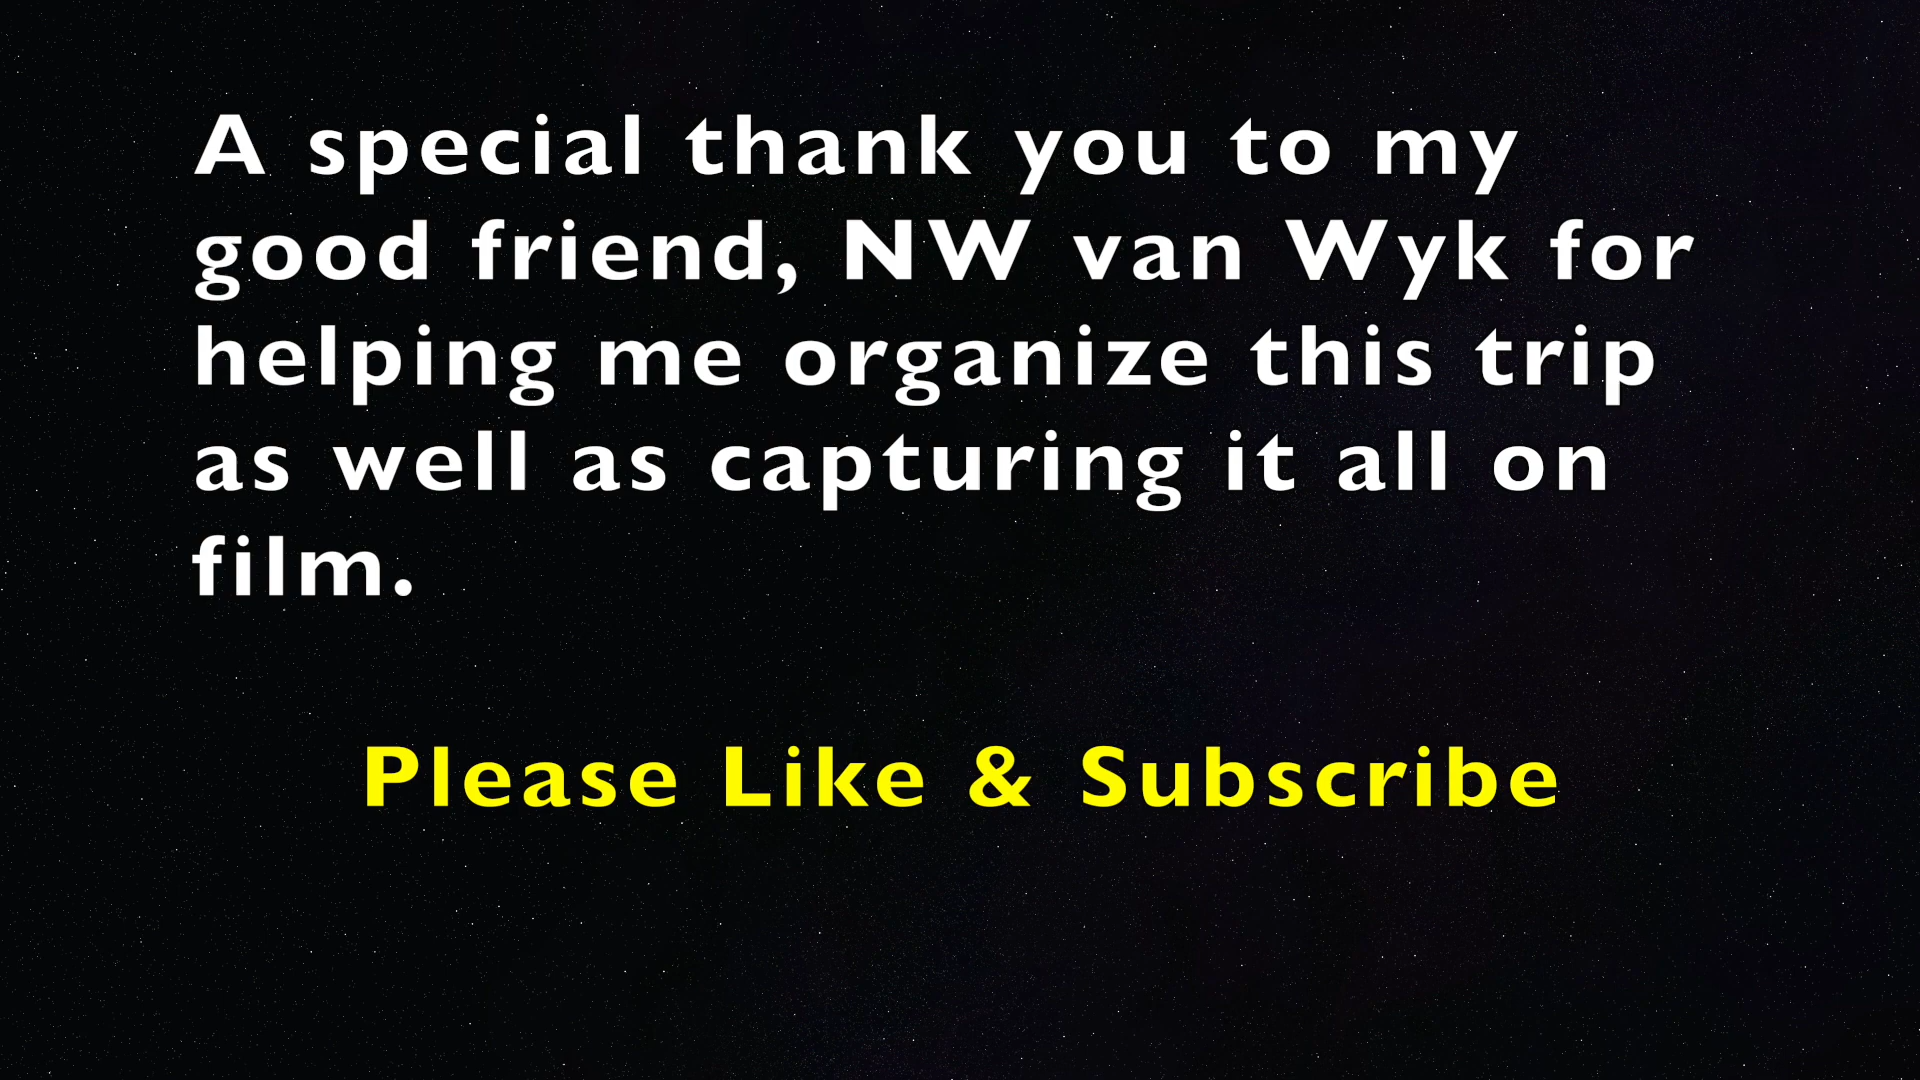 A special thank you to my
good friend, NW van Wyk for
helping me organize this trip
as well as capturing it all on
film.
Please Like & Subscribe